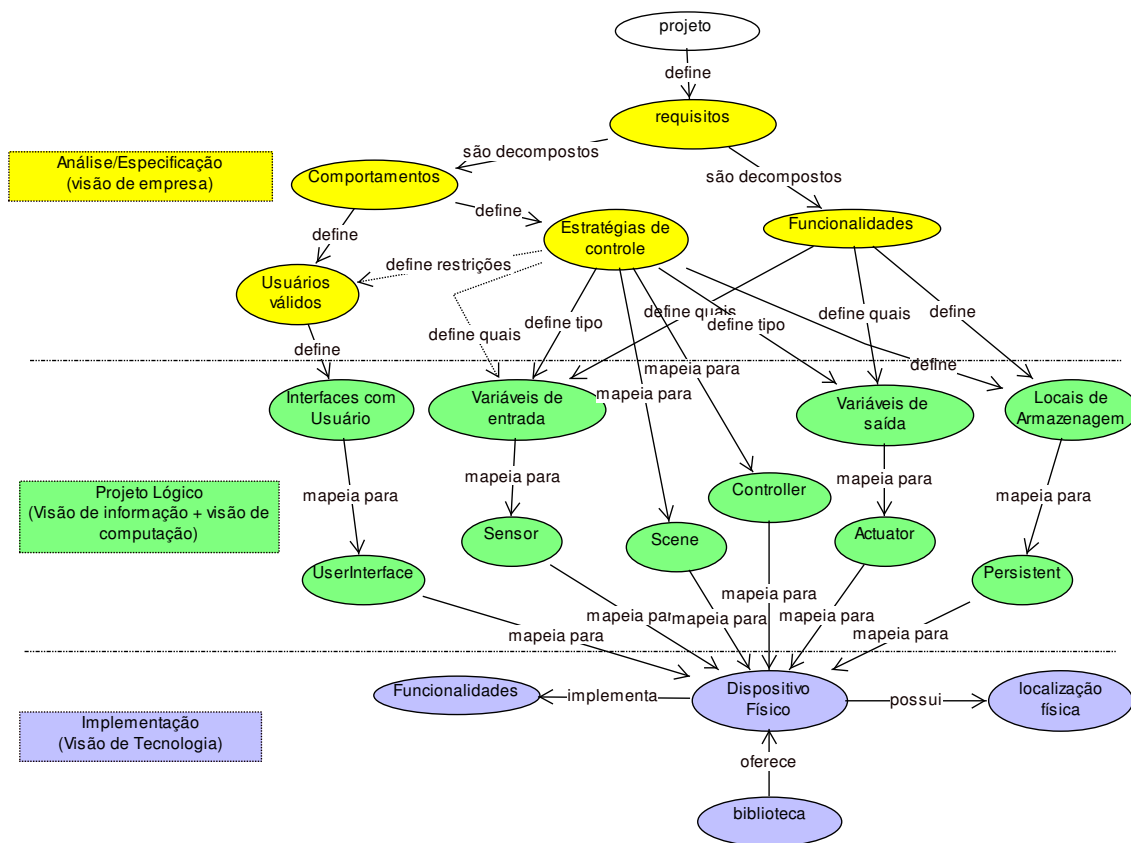 projeto
define
requisitos
são decompostos
Análise/Especificação
(visão de empresa)
Comportamentos
são decompostos
define
Estratégias de
controle
Funcionalidades
define
define restrições
Usuários
válidos
define quais
define tipo
define quais
define tipo
define quais
define
define
mapeia para
define
Interfaces com
Usuário
Variáveis de
entrada
mapeia para
Variáveis de
saída
Locais de
Armazenagem
Projeto Lógico
(Visão de informação + visão de
computação)
mapeia para
mapeia para
Controller
mapeia para
mapeia para
Sensor
Scene
Actuator
UserInterface
Persistent
mapeia para
mapeia para
mapeia para
mapeia para
mapeia para
mapeia para
Implementação
(Visão de Tecnologia)
Funcionalidades
implementa
Dispositivo
Físico
possui
localização
física
oferece
biblioteca